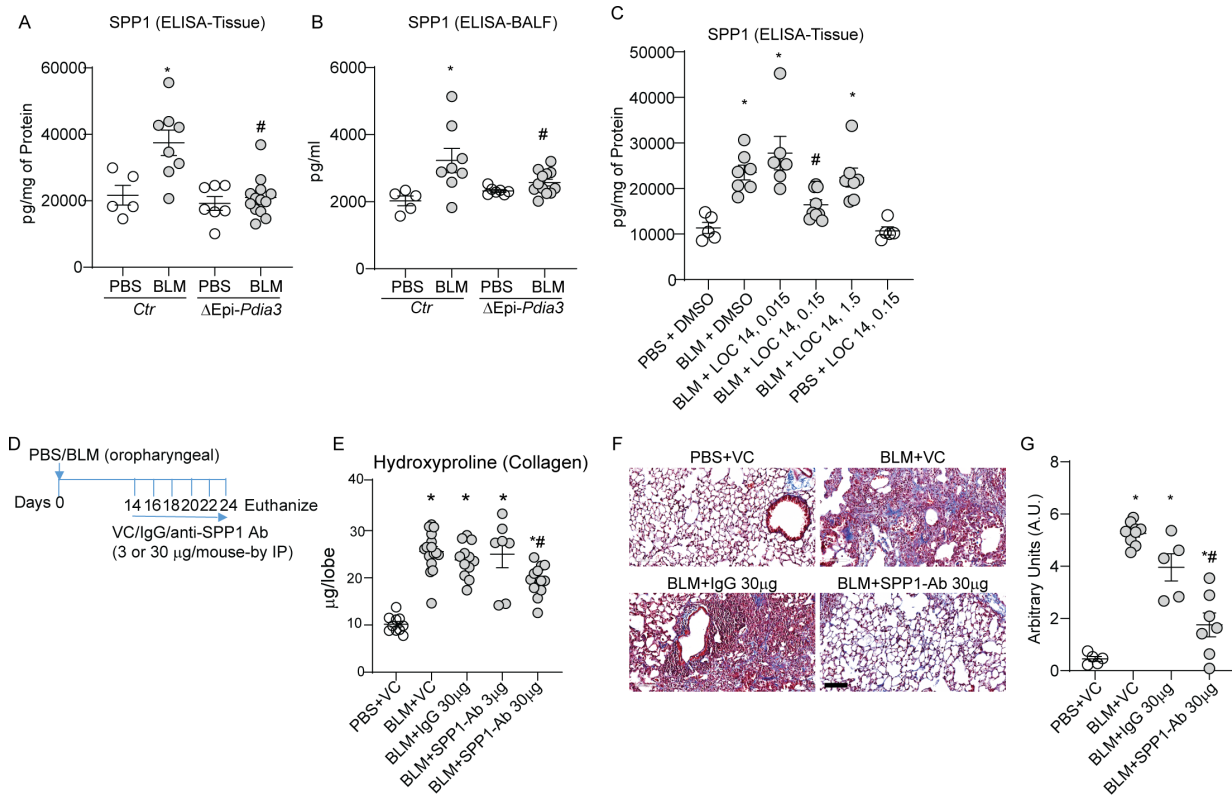 A
SPP1 (ELISA-Tissue)
pg/mg of Protein
60000
40000
20000
0
*
#
PBS
BLM
PBS
BLM
Ctr
ΔEpi-Pdia3
B
SPP1 (ELISA-BALF)
pg/ml
6000
4000
2000
0
*
#
PBS
BLM
PBS
BLM
Ctr
ΔEpi-Pdia3
C
SPP1 (ELISA-Tissue)
pg/mg of Protein
50000
40000
30000
20000
10000
0
*
*
#
*
PBS + DMSO
BLM + DMSO
BLM + LOC 14, 0.015
BLM + LOC 14, 0.15
BLM + LOC 14, 1.5
PBS + LOC 14, 0.15
D
PBS/BLM (oropharyngeal)
Days 0
14 16 18 20 22 24 Euthanize
VC/IgG/anti-SPP1 Ab
(3 or 30 µg/mouse-by IP)
E
Hydroxyproline (Collagen)
µg/lobe
40
30
20
10
0
*
*
*
*#
PBS+VC
BLM+VC
BLM+IgG 30µg
BLM+SPP1-Ab 3µg
BLM+SPP1-Ab 30µg
F
PBS+VC
BLM+VC
BLM+IgG 30µg
BLM+SPP1-Ab 30µg
G
Arbitrary Units (A.U.)
8
6
4
2
0
*
*
*#
PBS+VC
BLM+VC
BLM+IgG 30µg
BLM+SPP1-Ab 30µg